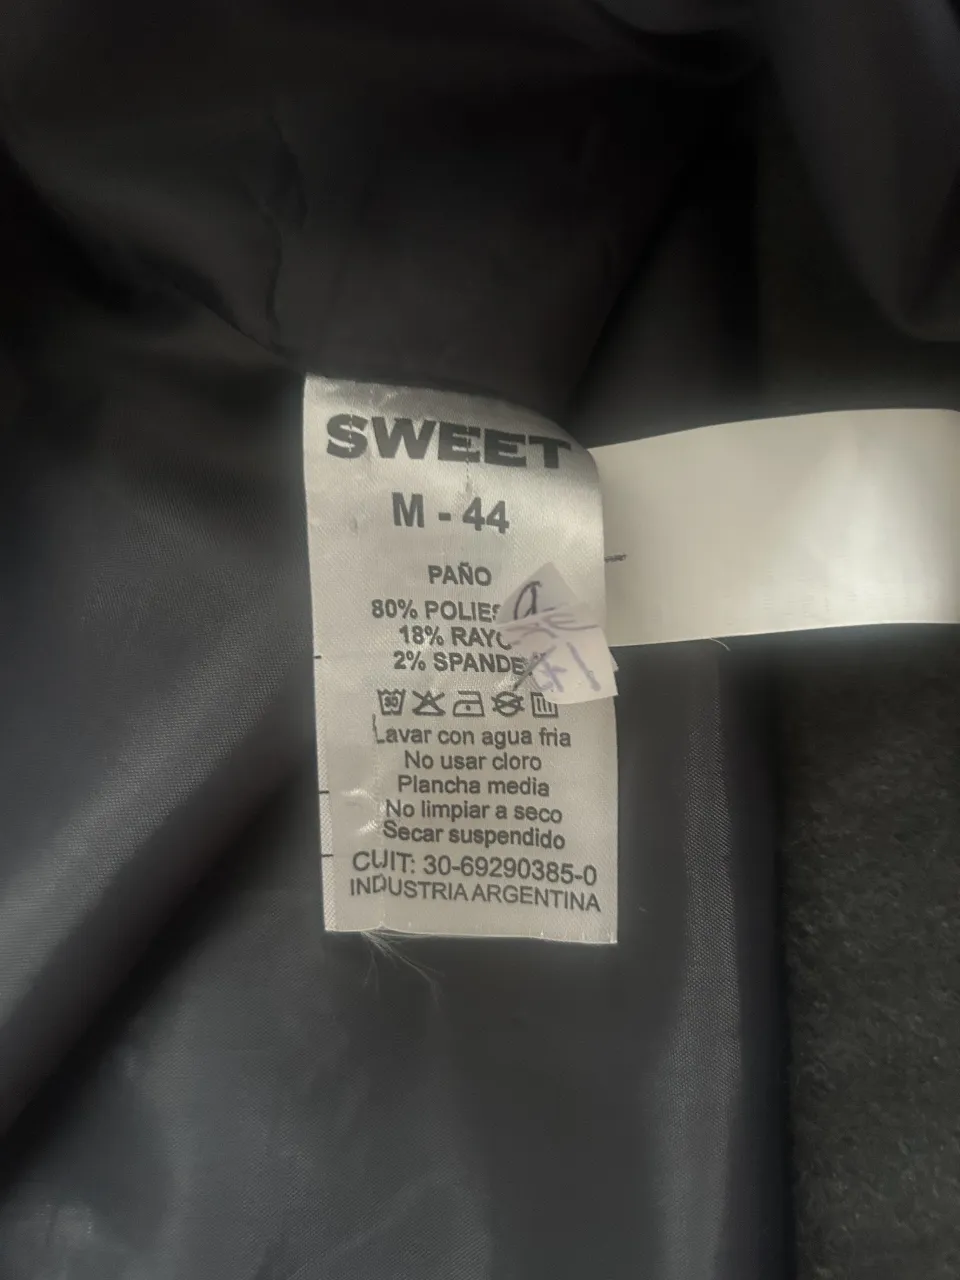 SWEET
M - 44
PAÑO
80% POLIES
18% RAYO
2% SPANDE
30
Lavar con agua fria
No usar cloro
Plancha media
No limpiar a seco
Secar suspendido
CUIT: 30-69290385-0
INDUSTRIA ARGENTINA